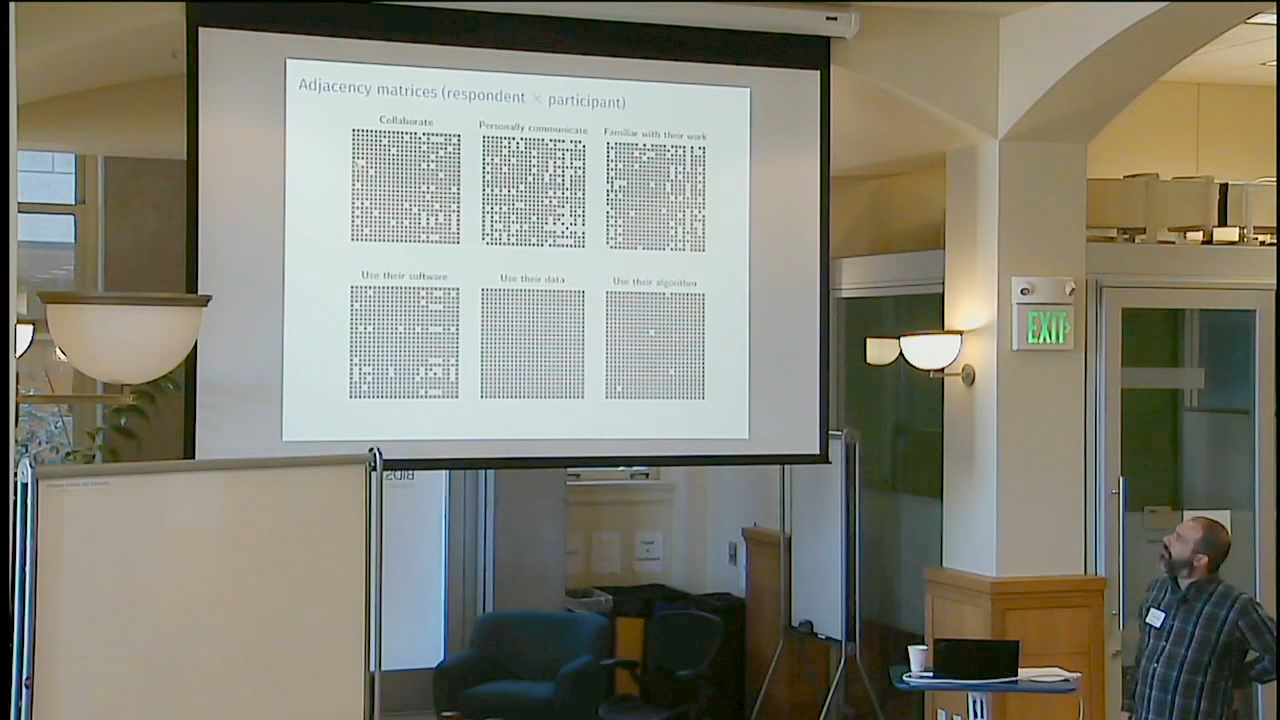 Adjacency matrices (respondent × participant)
Collaborate
Personally communicate
Familiar with their work
Use their software
Use their data
Use their algorithm
EXIT